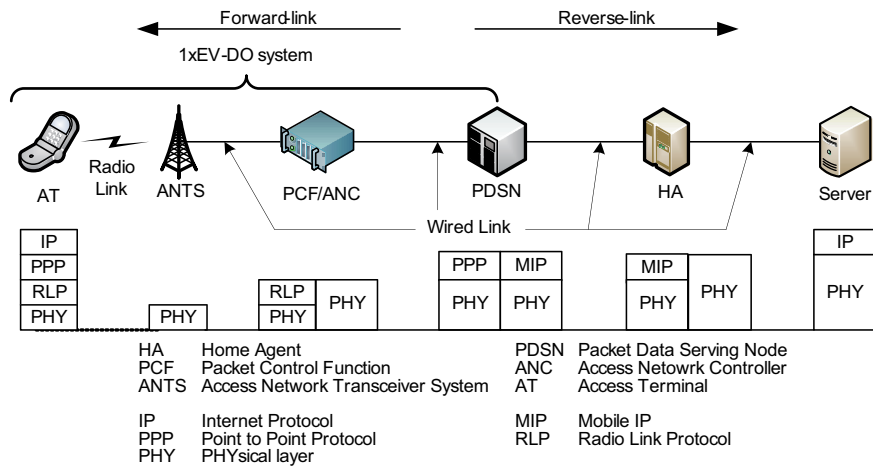 Forward-link Reverse-link
1xEV-DO system
Radio
Link
AT ANTS PCF/ANC PDSN HA Server
Wired Link
IP IP
PPP PPP MIP MIP
RLP RLP PHY PHY PHY
PHY PHY PHY PHY PHY PHY PHY
HA Home Agent PDSN Packet Data Serving Node
PCF Packet Control Function ANC Access Netowrk Controller
ANTS Access Network Transceiver System AT Access Terminal
IP Internet Protocol MIP Mobile IP
PPP Point to Point Protocol RLP Radio Link Protocol
PHY PHYsical layer